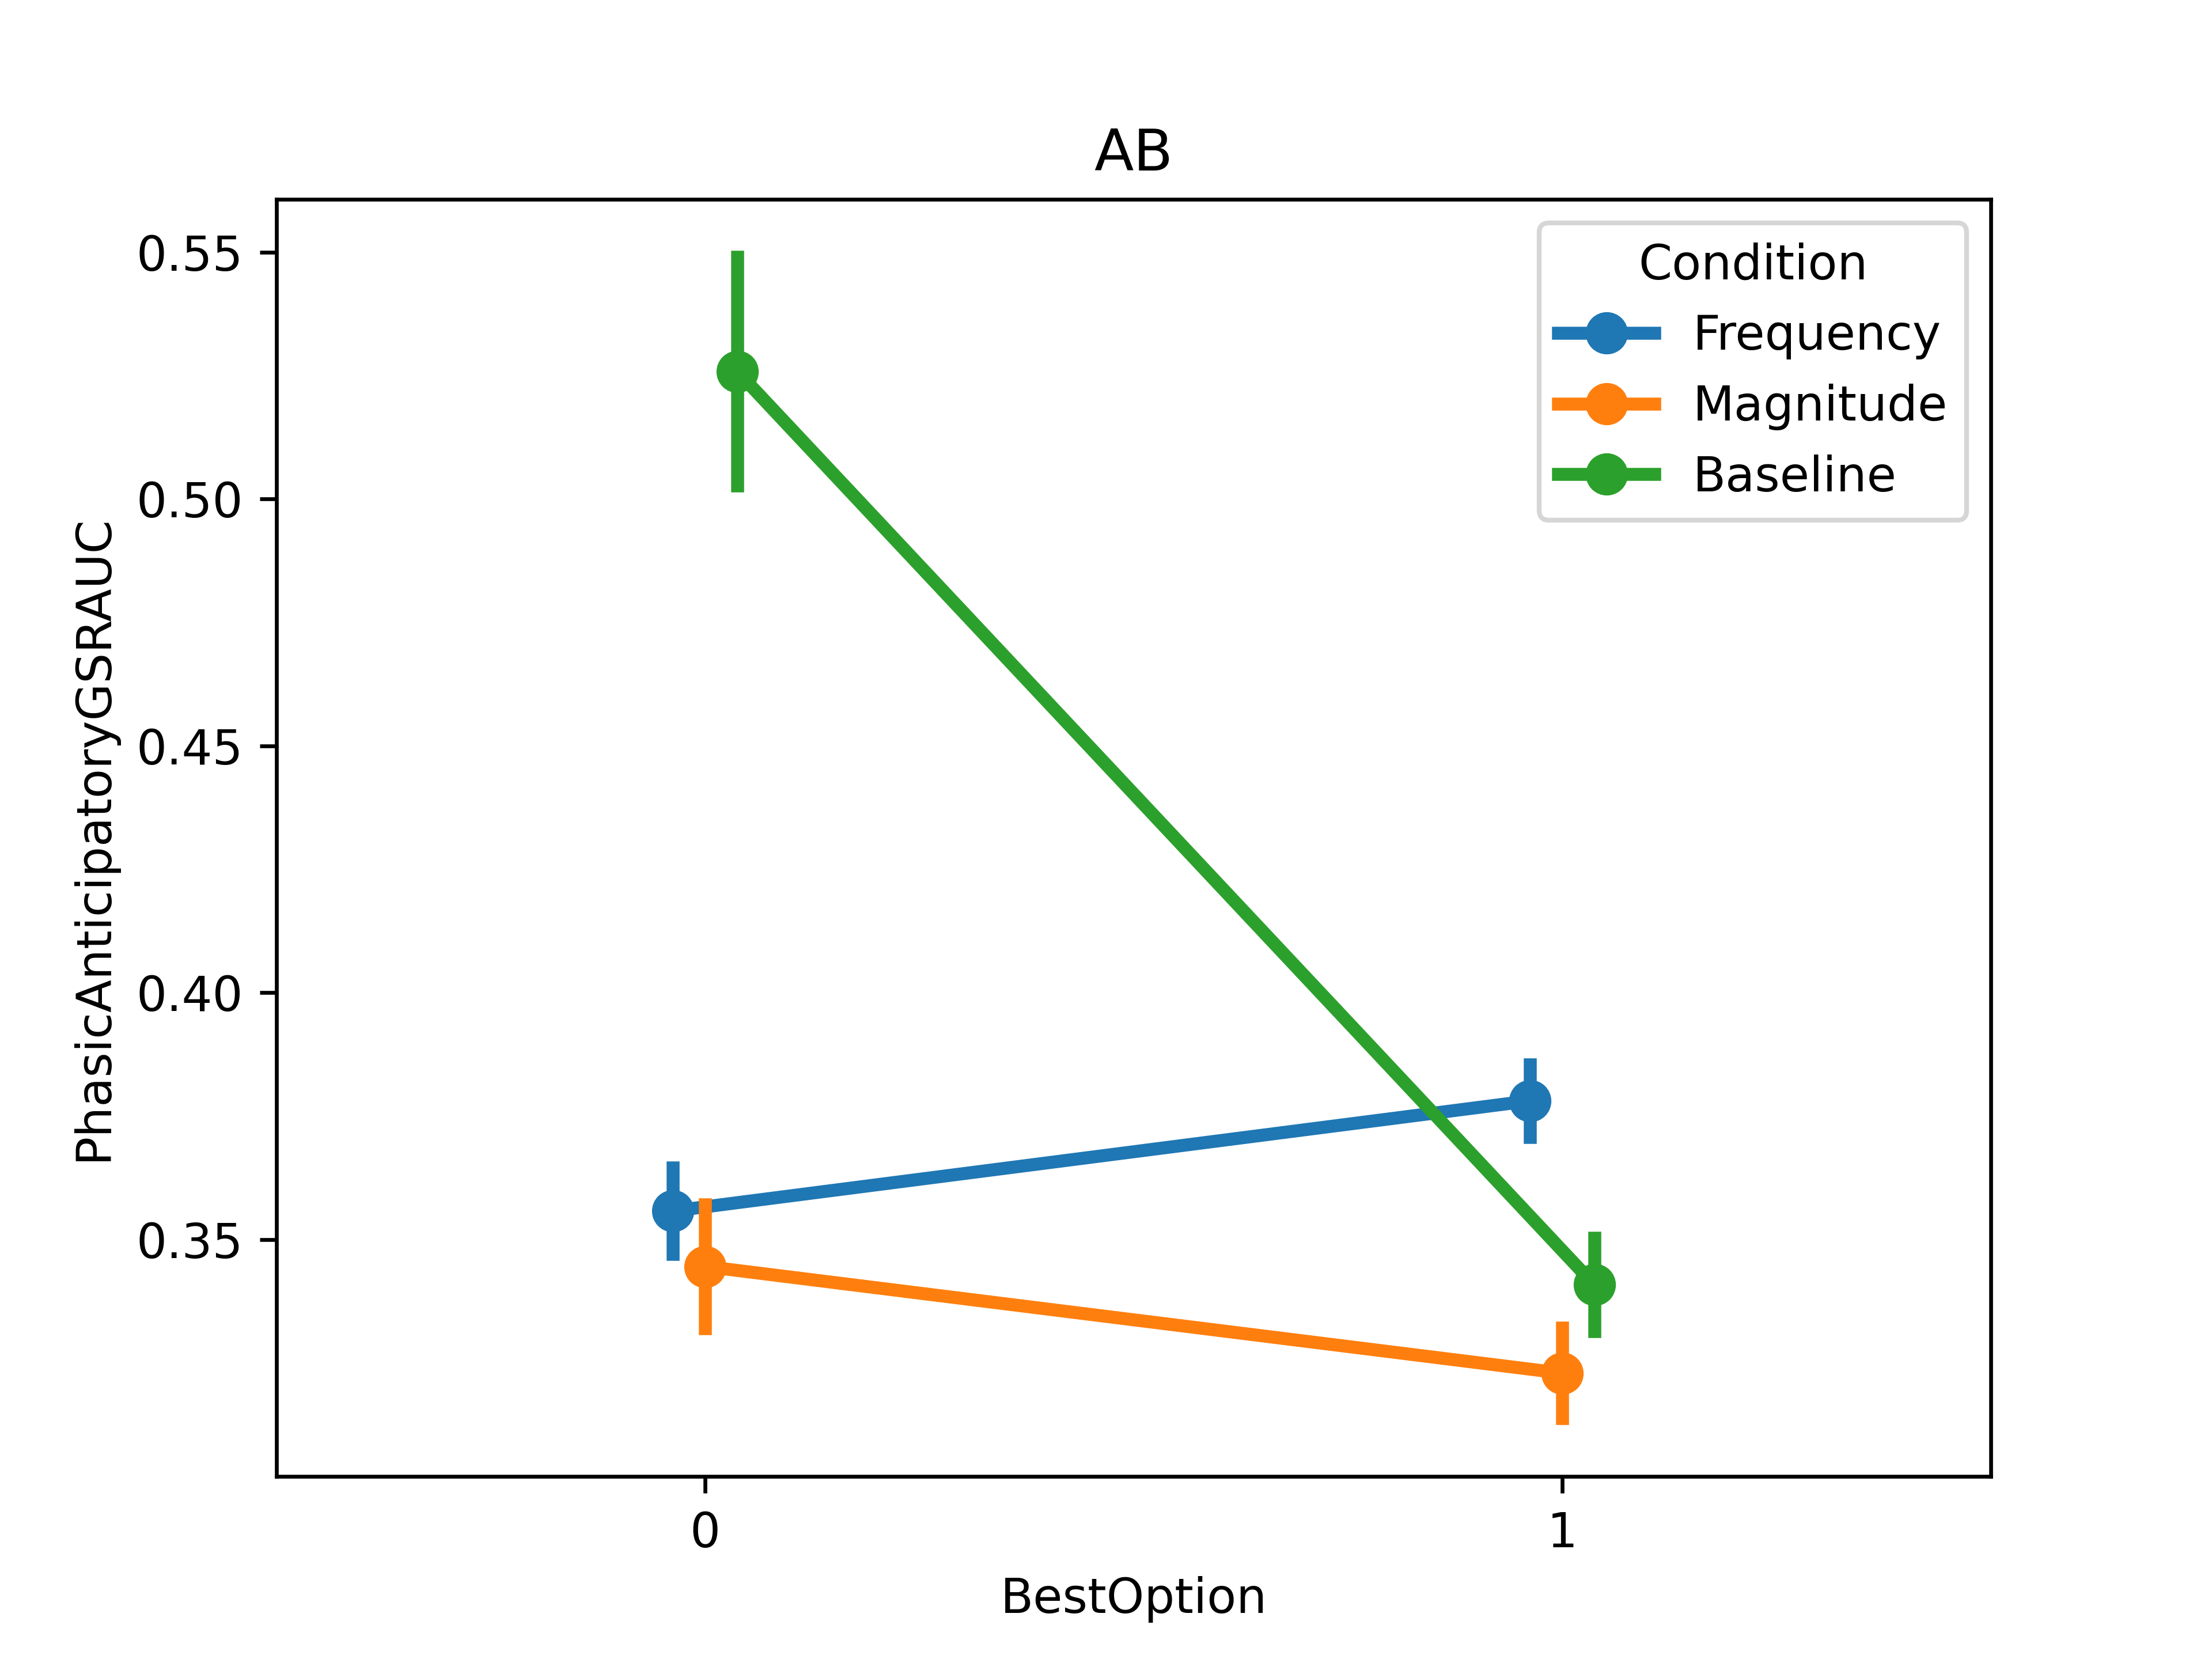 AB
PhasicAnticipatoryGSRAUC
0.55
0.50
0.45
0.40
0.35
Condition
Frequency
Magnitude
Baseline
0
1
BestOption